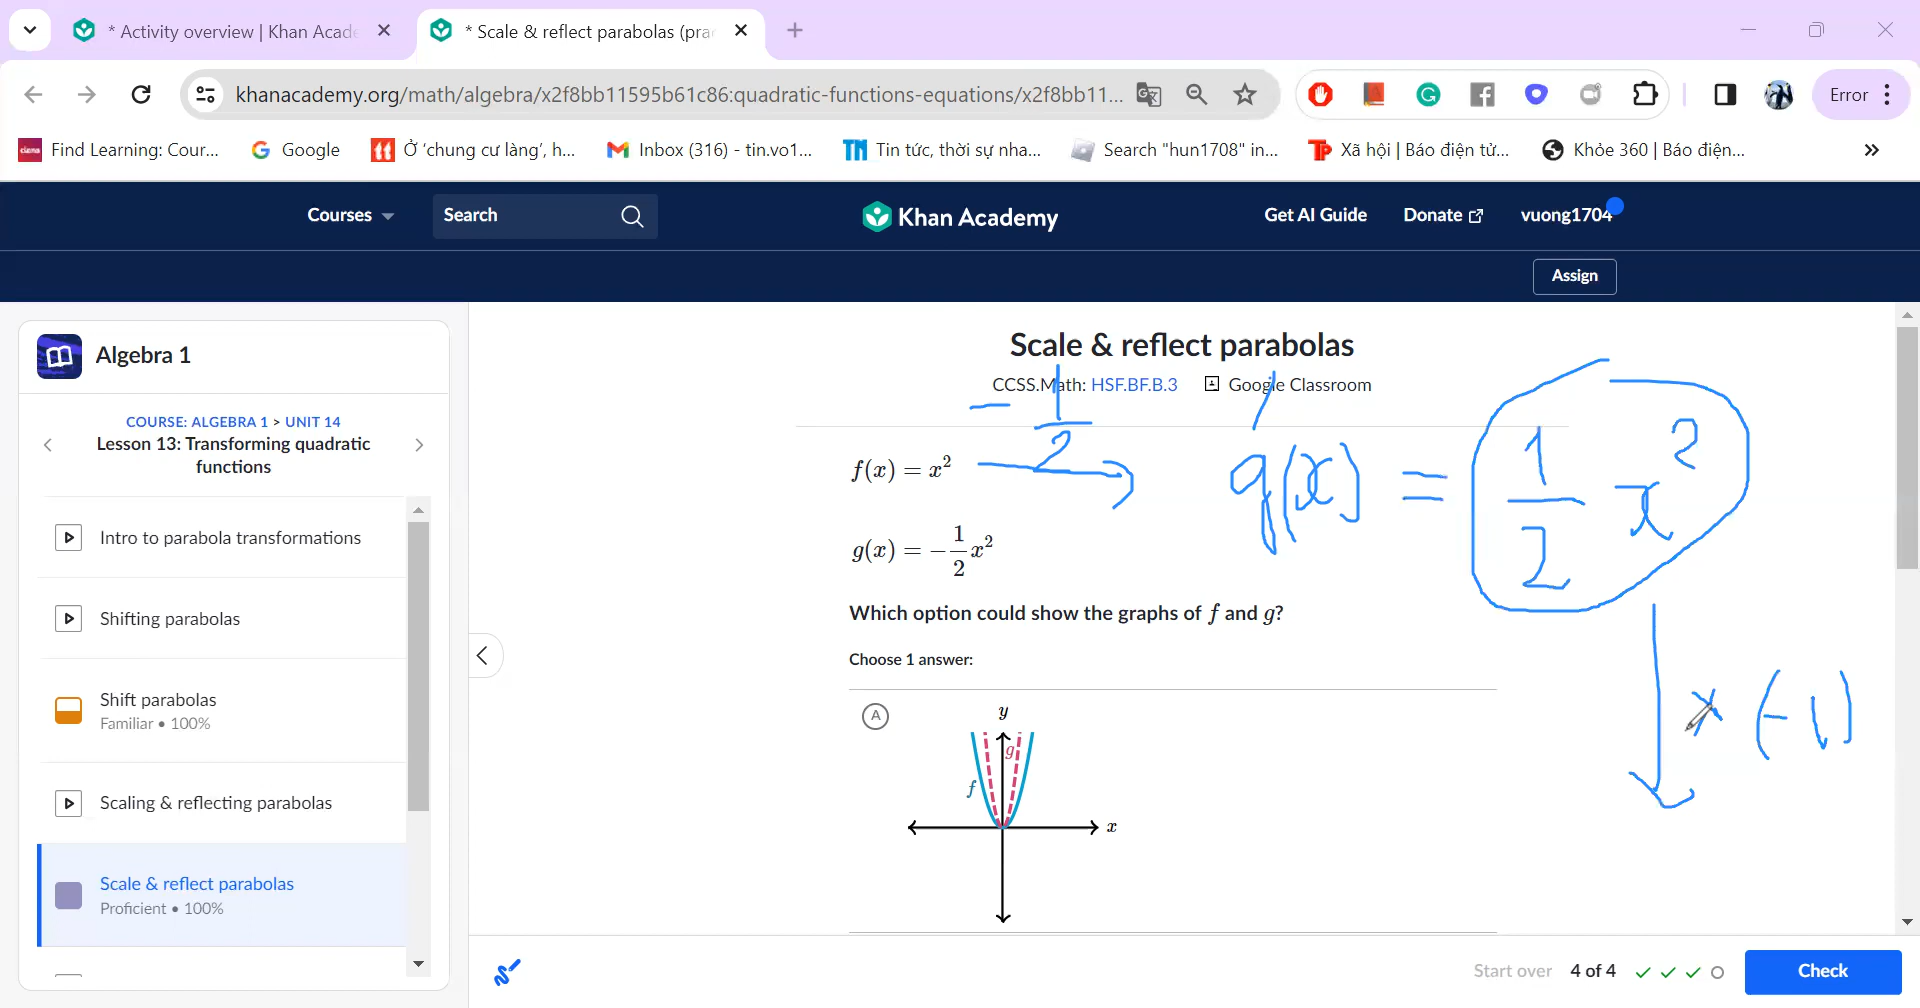 * Activity overview | Khan Acade
* Scale & reflect parabolas (prac
khanacademy.org/math/algebra/x2f8bb11595b61c86:quadratic-functions-equations/x2f8bb11...
Error
Find Learning: Cour...
Google
Ở ‘chung cư làng’, h...
Inbox (316) - tin.vo1...
Tin tức, thời sự nha...
Search "hun1708" in...
Xã hội | Báo điện tử...
Khỏe 360 | Báo điện...
Courses
Search
Khan Academy
Get AI Guide
Donate
vuong1704
Assign
Algebra 1
COURSE: ALGEBRA 1 > UNIT 14
Lesson 13: Transforming quadratic
functions
Intro to parabola transformations
Shifting parabolas
Shift parabolas
Familiar • 100%
Scaling & reflecting parabolas
Scale & reflect parabolas
Proficient • 100%
Scale & reflect parabolas
CCSS.Math: HSF.BF.B.3
Google Classroom
f(x) = x²
− 1/2
g(x) = 1/2 x²
g(x) = −1/2 x²
x (−1)
Which option could show the graphs of f and g?
Choose 1 answer:
A
y
g
f
x
Start over
4 of 4
Check